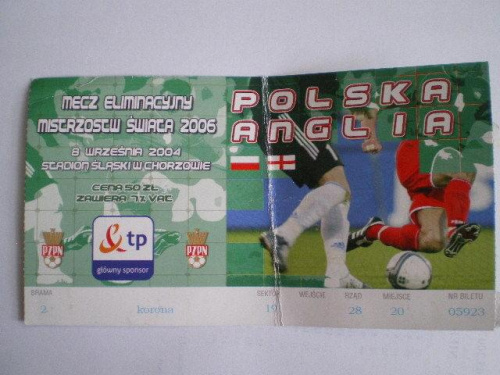 MECZ ELIMINACYJNY
MISTRZOSTW ŚWIATA 2006
8 WRZEŚNIA 2004
STADION ŚLĄSKI W CHORZOWIE
CENA 50 ZŁ
ZAWIERA 7% VAT
POLSKA
ANGLIA
PZPN
& tp
główny sponsor
PZPN
BRAMA SEKTOR WEJŚCIE RZĄD MIEJSCE NR BILETU
2 korona 19 28 20 05923